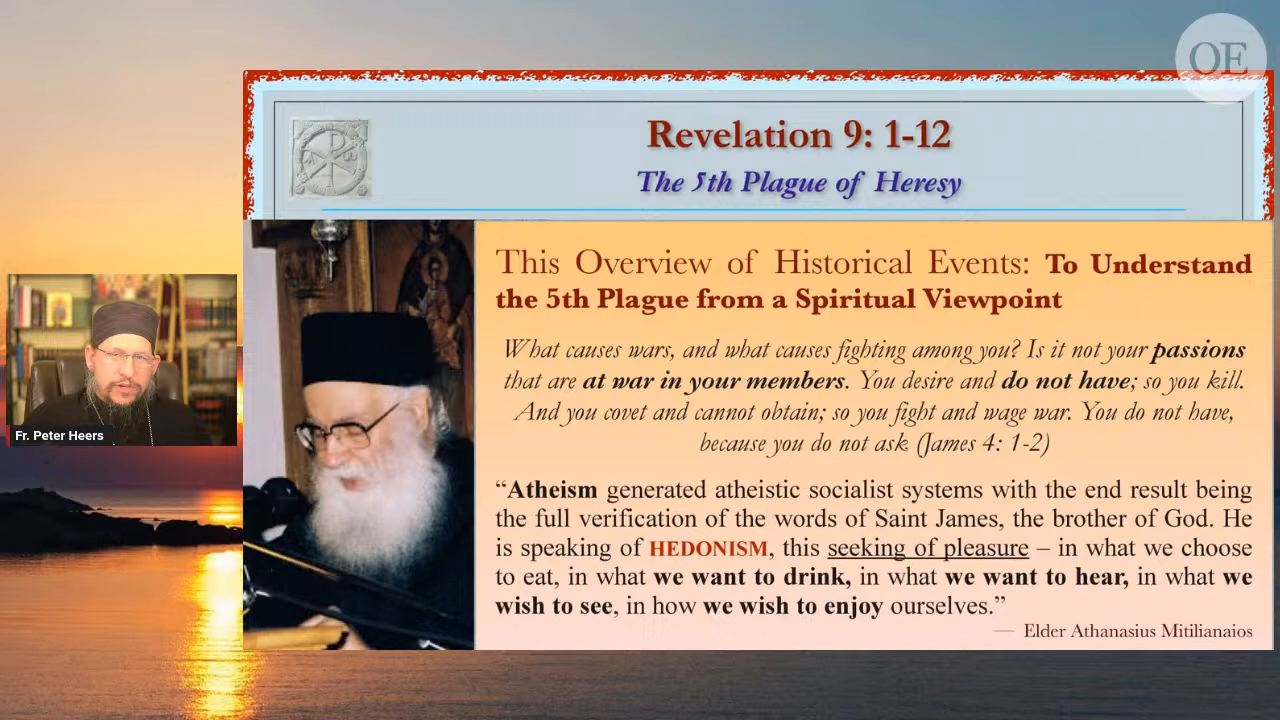 OE
Revelation 9: 1-12
The 5th Plague of Heresy
This Overview of Historical Events: To Understand
the 5th Plague from a Spiritual Viewpoint
What causes wars, and what causes fighting among you? Is it not your passions
that are at war in your members. You desire and do not have; so you kill.
And you covet and cannot obtain; so you fight and wage war. You do not have,
because you do not ask (James 4: 1-2)
“Atheism generated atheistic socialist systems with the end result being
the full verification of the words of Saint James, the brother of God. He
is speaking of HEDONISM, this seeking of pleasure – in what we choose
to eat, in what we want to drink, in what we want to hear, in what we
wish to see, in how we wish to enjoy ourselves.”
— Elder Athanasius Mitilianaios
Fr. Peter Heers